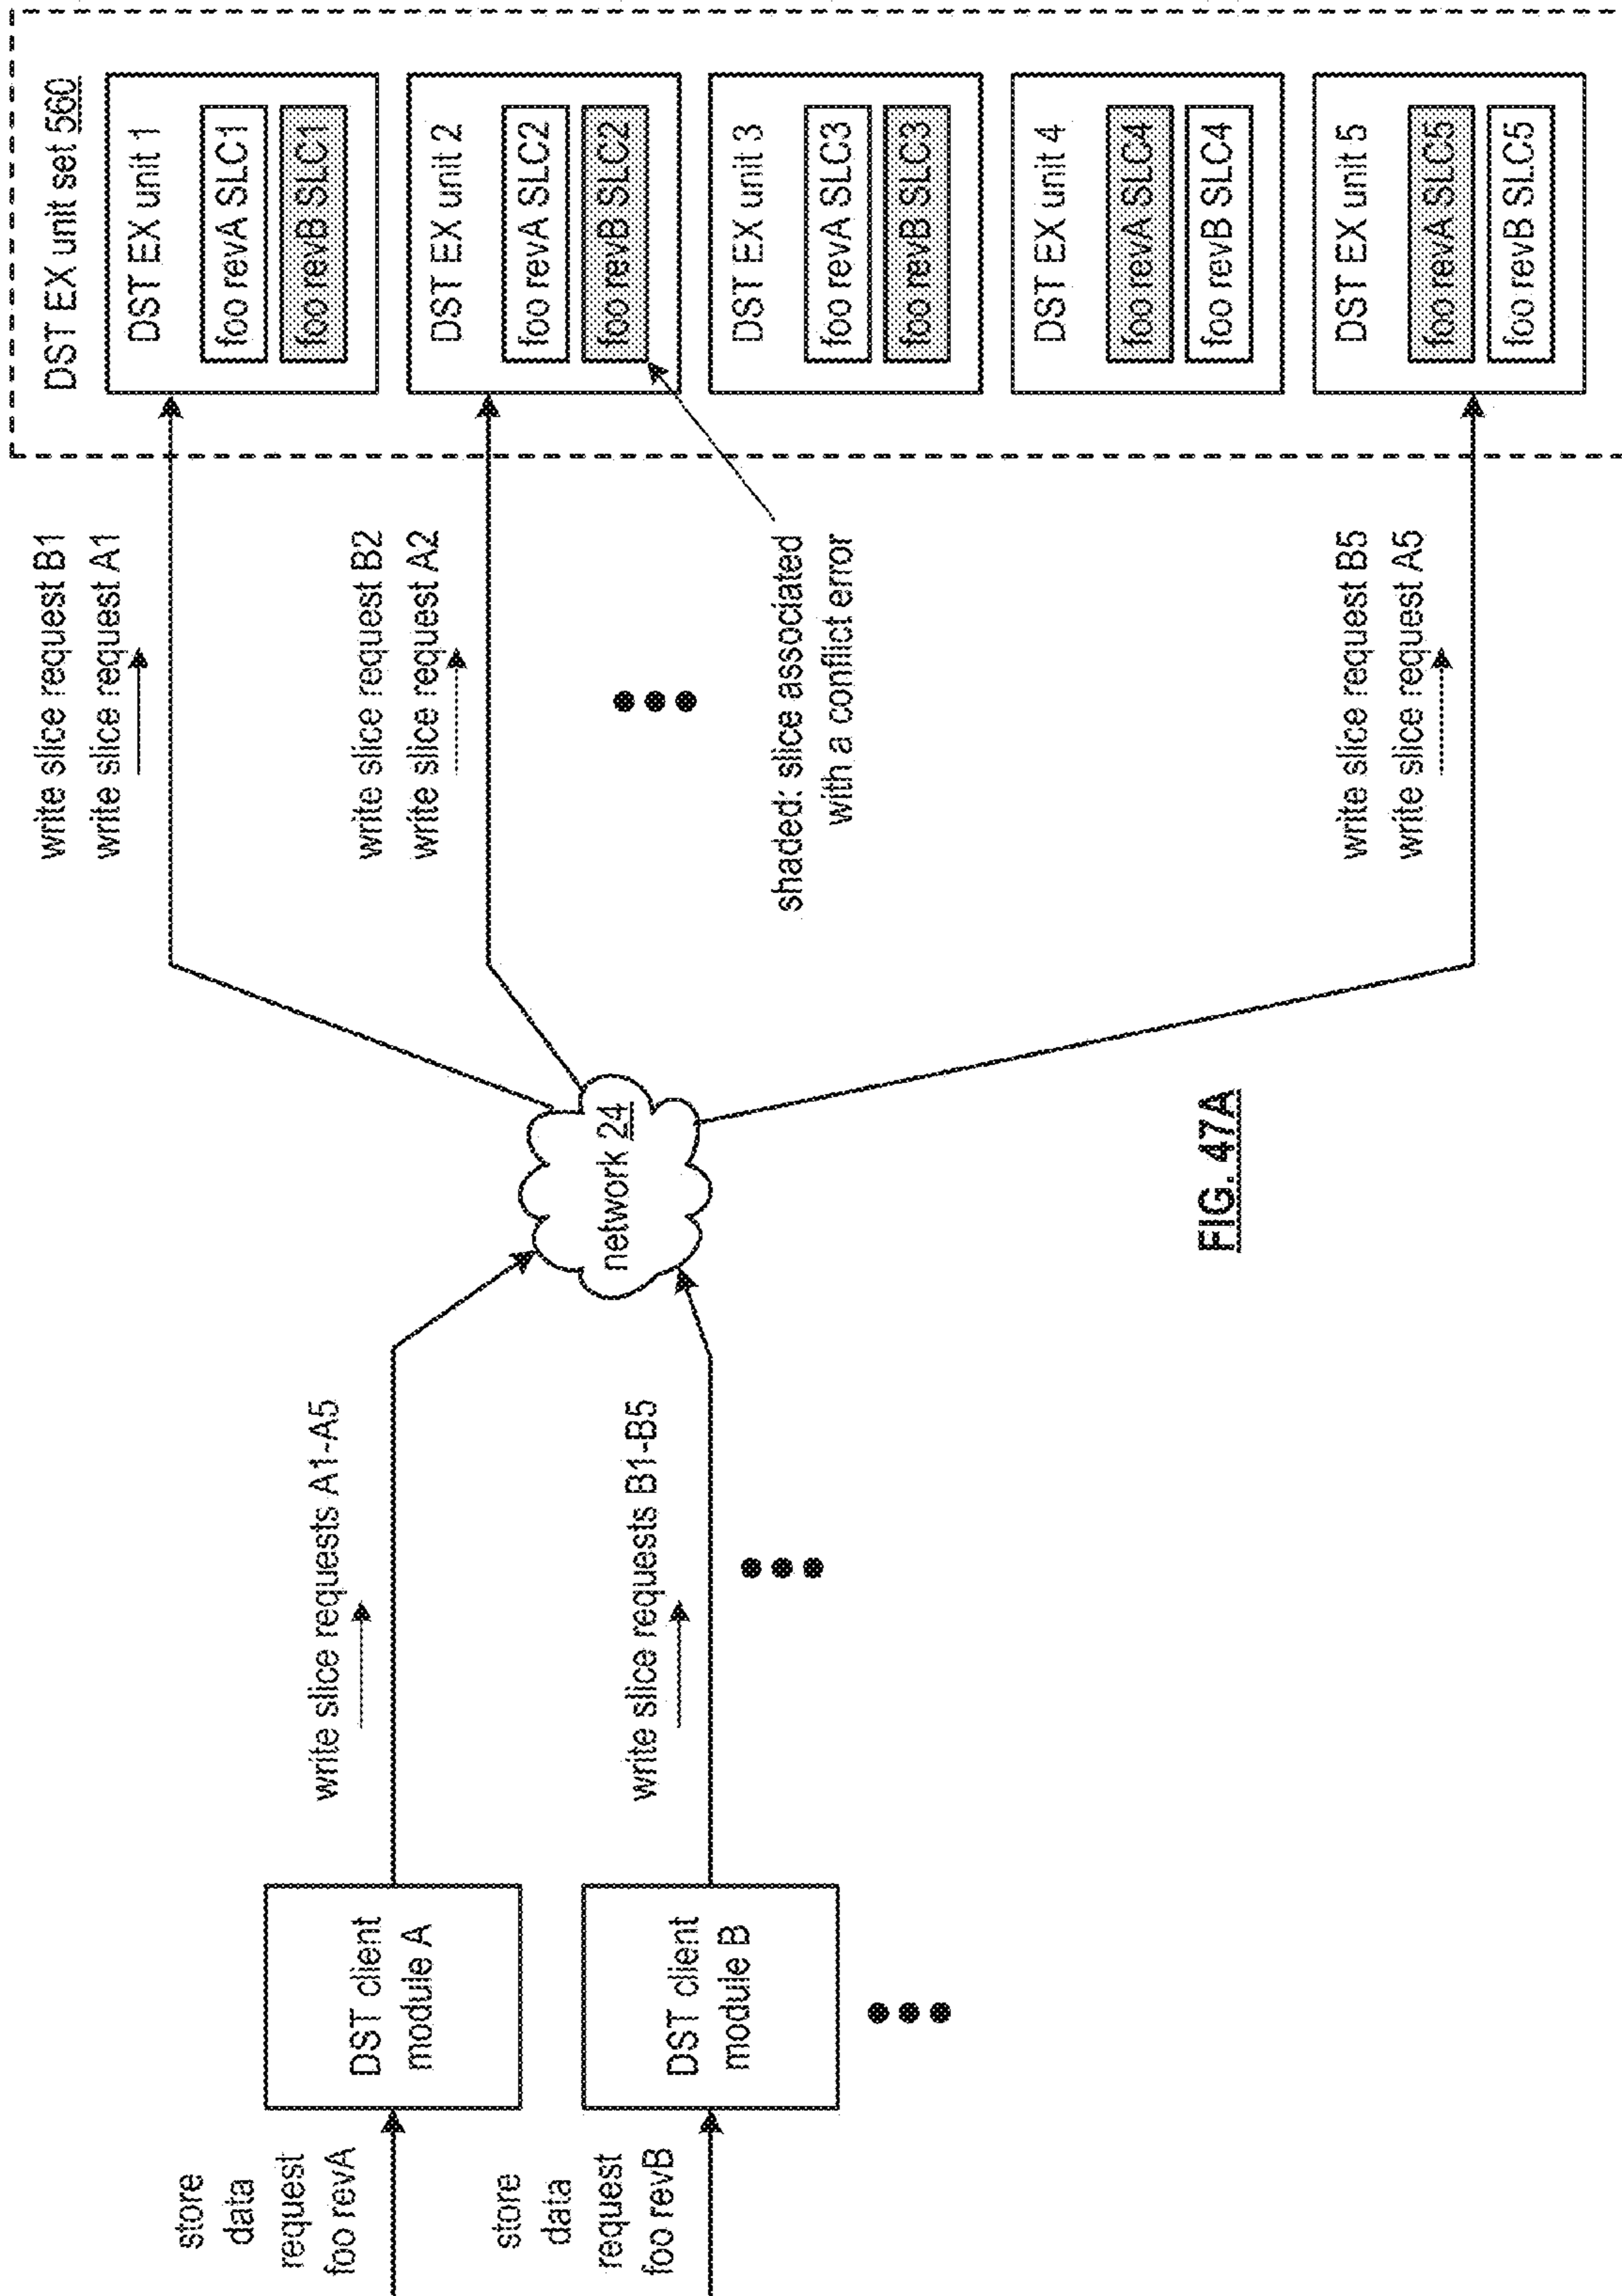 store
data
request
foo revA
store
data
request
foo revB
DST client
module A
DST client
module B
write slice requests A1-A5
write slice requests B1-B5
network 24
write slice request B1
write slice request A1
write slice request B2
write slice request A2
shaded: slice associated
with a conflict error
write slice request B5
write slice request A5
DST EX unit set 560
DST EX unit 1
foo revA SLC1
foo revB SLC1
DST EX unit 2
foo revA SLC2
foo revB SLC2
DST EX unit 3
foo revA SLC3
foo revB SLC3
DST EX unit 4
foo revA SLC4
foo revB SLC4
DST EX unit 5
foo revA SLC5
foo revB SLC5
FIG. 47A